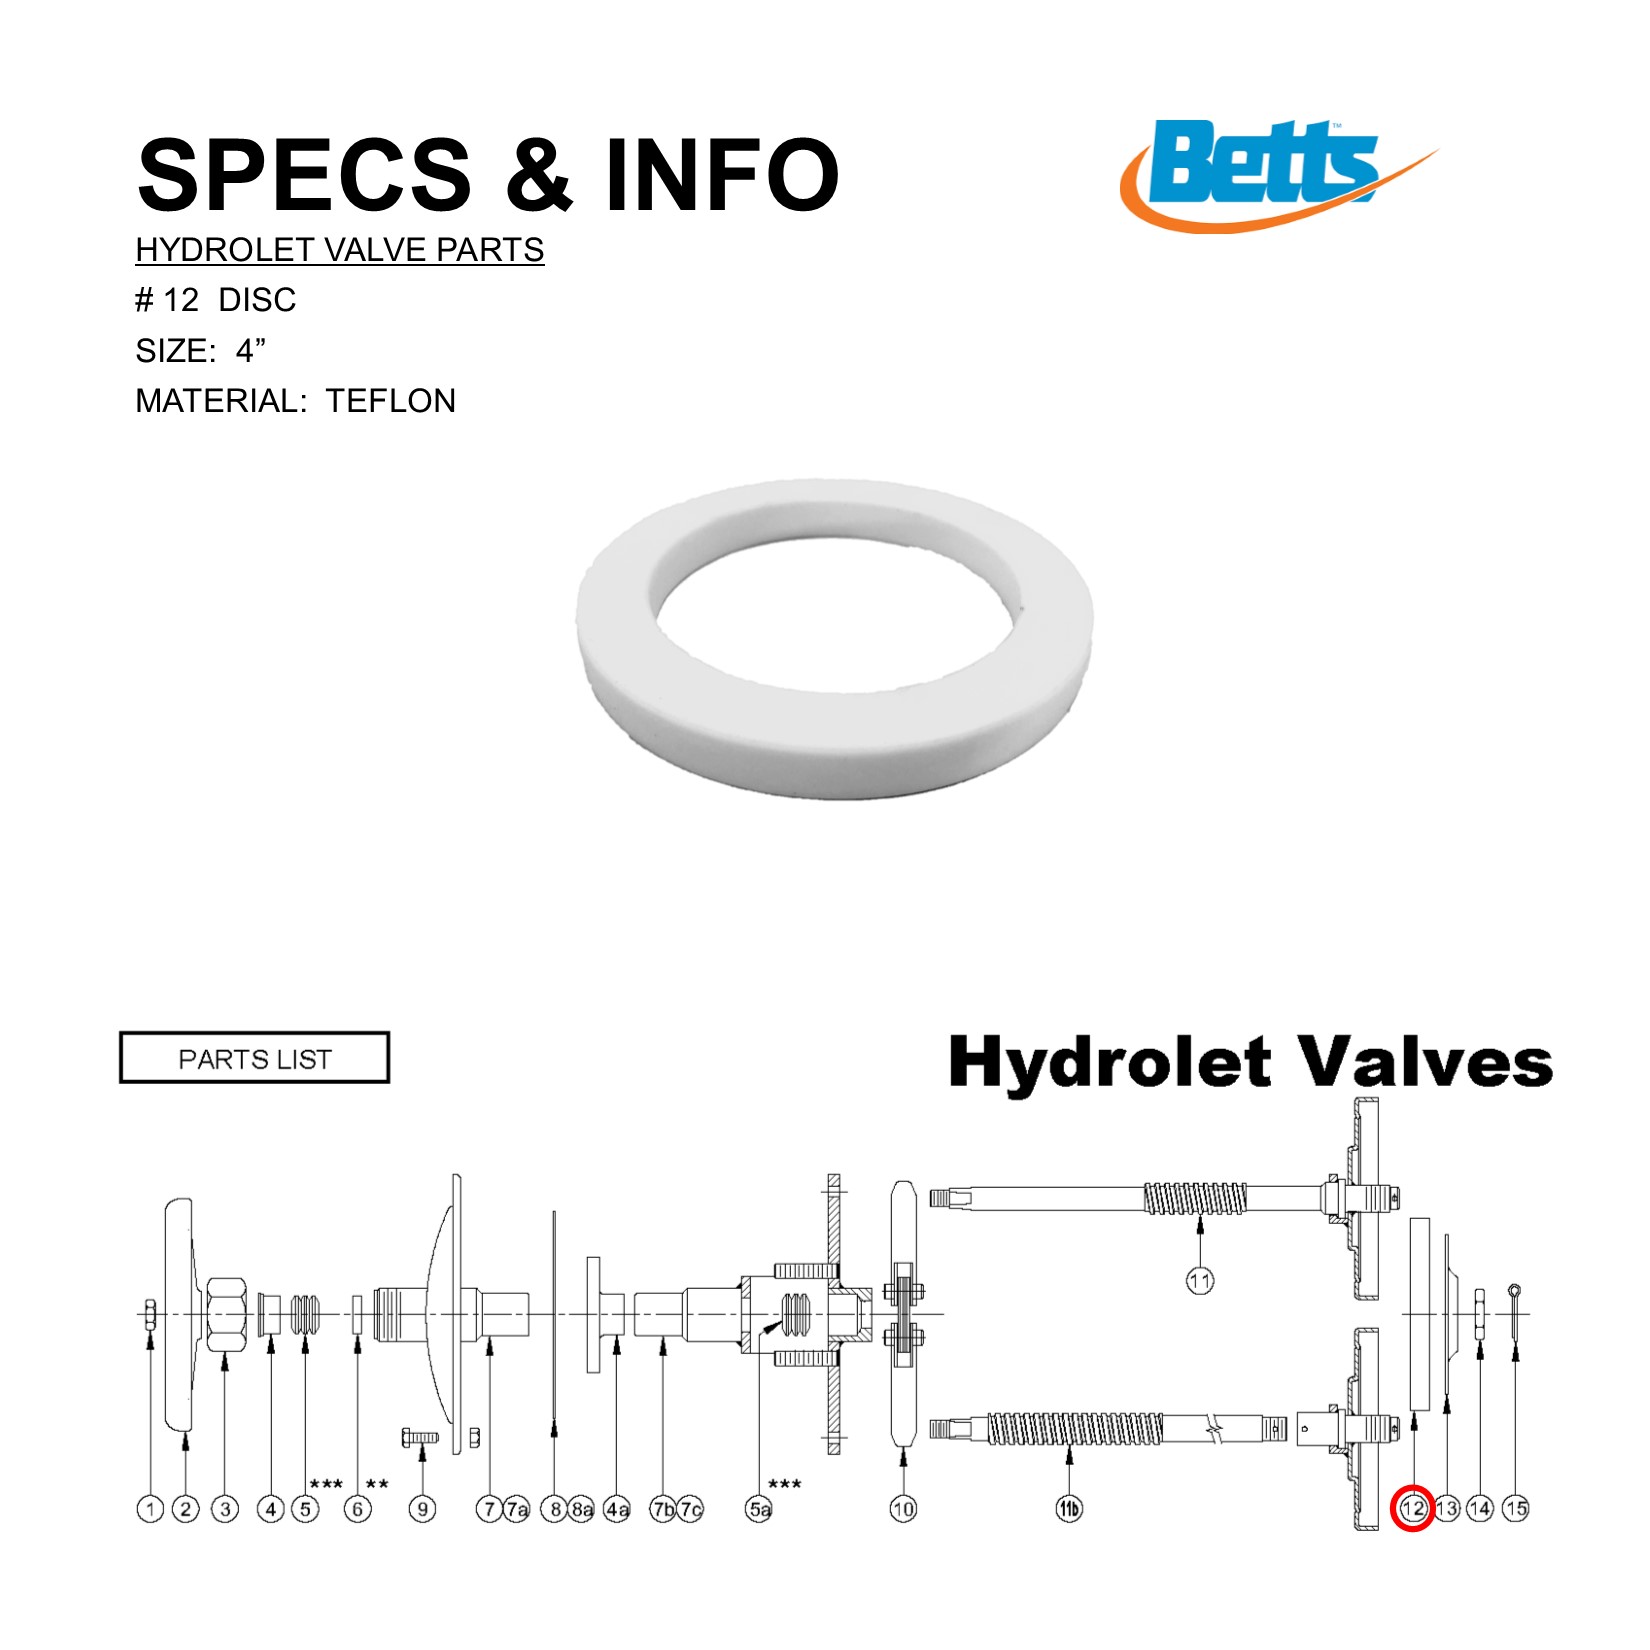 SPECS & INFO
Betts™
HYDROLET VALVE PARTS
# 12 DISC
SIZE: 4”
MATERIAL: TEFLON
PARTS LIST
Hydrolet Valves
11
*** ** ***
1 2 3 4 5 6 9 7 7a 8 8a 4a 7b 7c 5a 10 11b 12 13 14 15